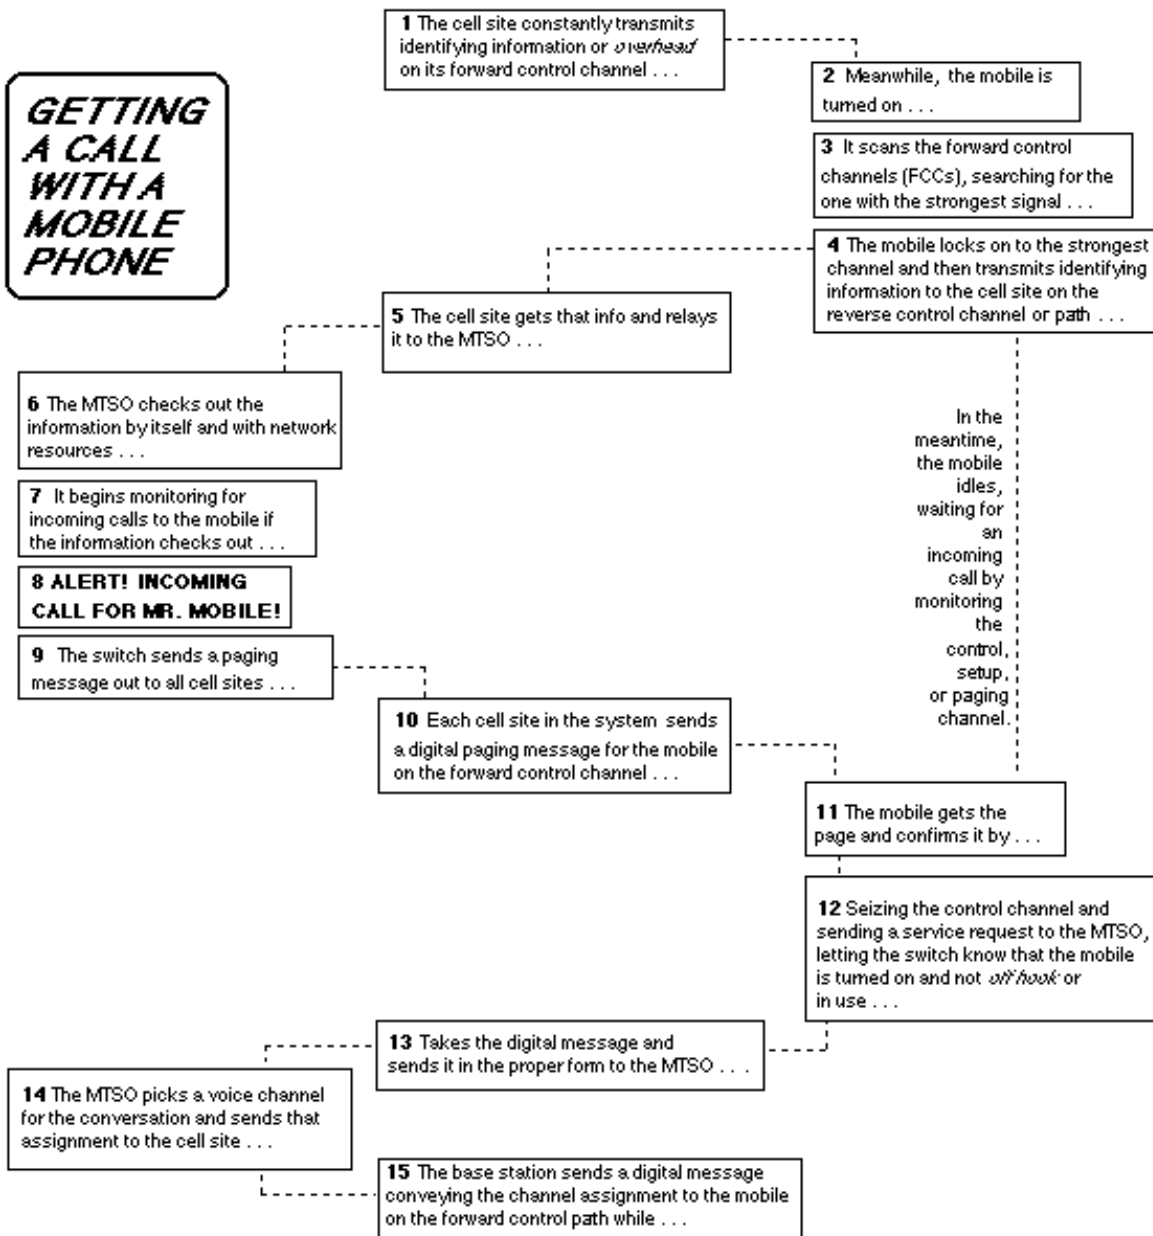 GETTING
A CALL
WITH A
MOBILE
PHONE
1 The cell site constantly transmits
identifying information or overhead
on its forward control channel . . .
2 Meanwhile, the mobile is
turned on . . .
3 It scans the forward control
channels (FCCs), searching for the
one with the strongest signal . . .
4 The mobile locks on to the strongest
channel and then transmits identifying
information to the cell site on the
reverse control channel or path . . .
5 The cell site gets that info and relays
it to the MTSO . . .
6 The MTSO checks out the
information by itself and with network
resources . . .
7 It begins monitoring for
incoming calls to the mobile if
the information checks out . . .
8 ALERT! INCOMING
CALL FOR MR. MOBILE!
9 The switch sends a paging
message out to all cell sites . . .
In the
meantime,
the mobile
idles,
waiting for
an
incoming
call by
monitoring
the
control,
setup,
or paging
channel.
10 Each cell site in the system sends
a digital paging message for the mobile
on the forward control channel . . .
11 The mobile gets the
page and confirms it by . . .
12 Seizing the control channel and
sending a service request to the MTSO,
letting the switch know that the mobile
is turned on and not off hook or
in use . . .
13 Takes the digital message and
sends it in the proper form to the MTSO . . .
14 The MTSO picks a voice channel
for the conversation and sends that
assignment to the cell site . . .
15 The base station sends a digital message
conveying the channel assignment to the mobile
on the forward control path while . . .